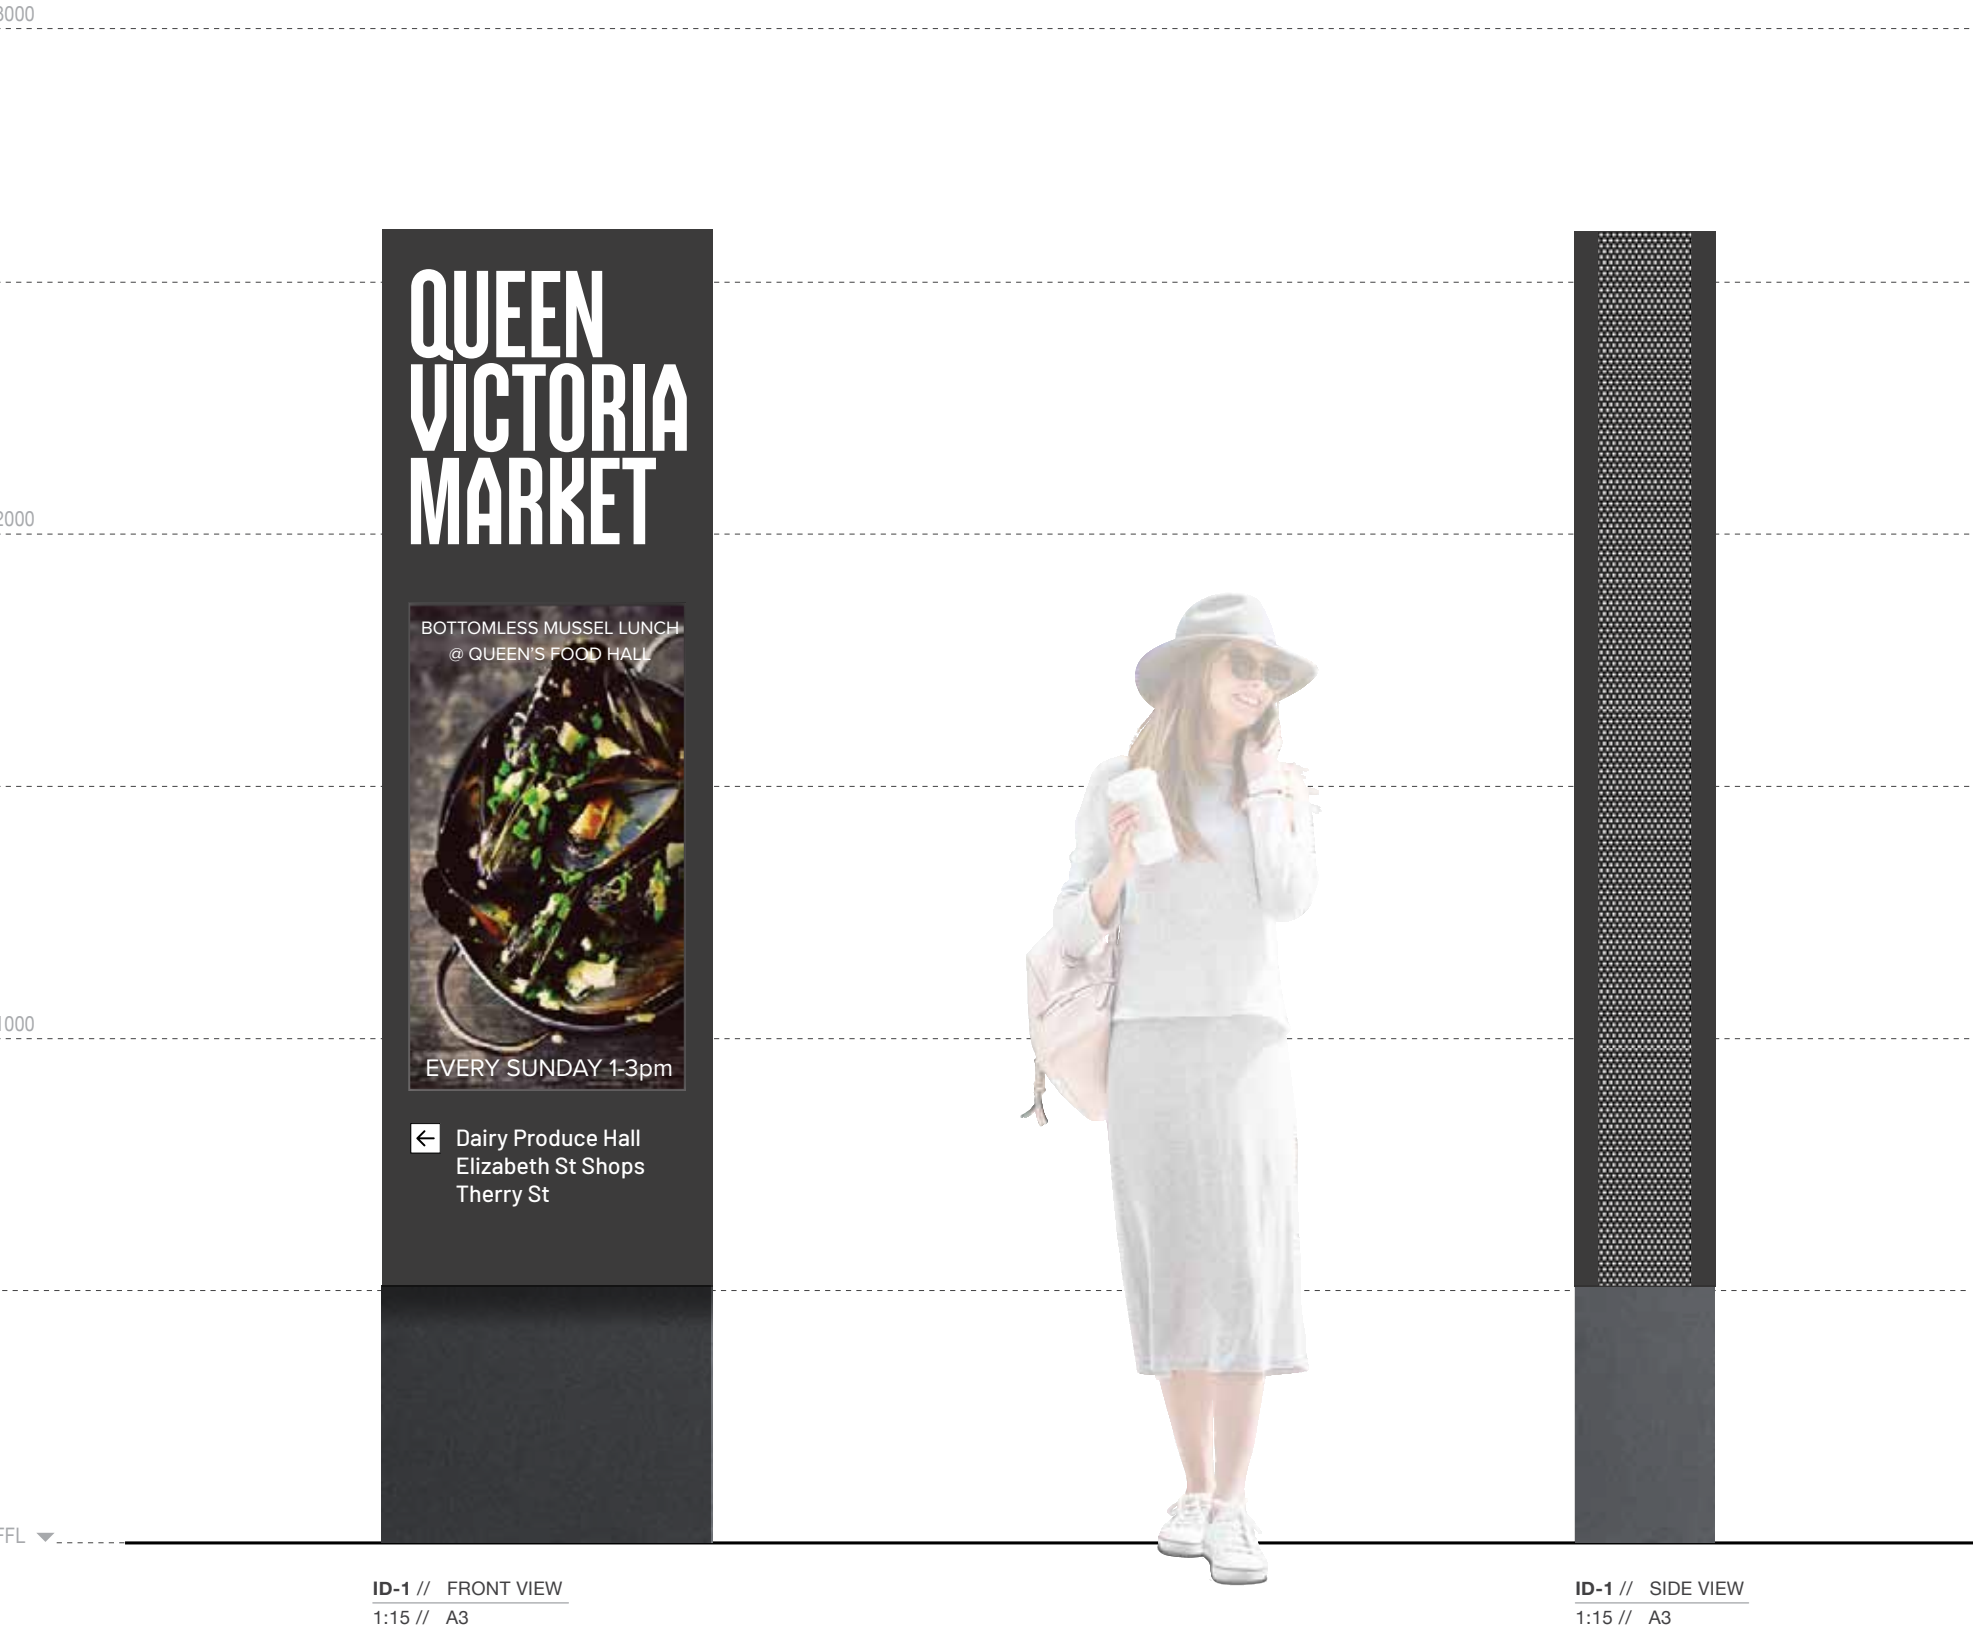 3000
QUEEN
VICTORIA
MARKET
2000
BOTTOMLESS MUSSEL LUNCH
@ QUEEN'S FOOD HALL
1000
EVERY SUNDAY 1-3pm
Dairy Produce Hall
Elizabeth St Shops
Therry St
FFL
ID-1 // FRONT VIEW
1:15 // A3
ID-1 // SIDE VIEW
1:15 // A3